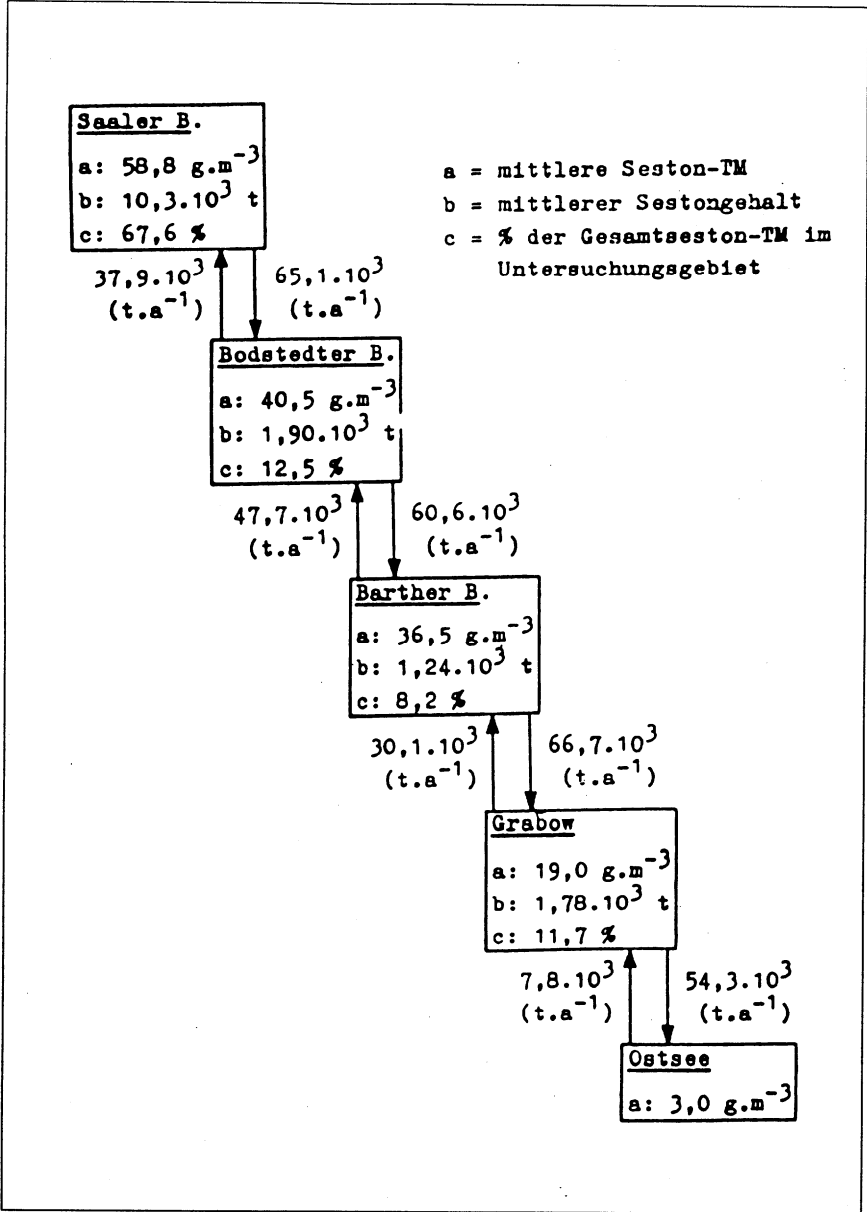 Saaler B.
a: 58,8 g.m⁻³
b: 10,3.10³ t
c: 67,6 %
a = mittlere Seston-TM
b = mittlerer Sestongehalt
c = % der Gesamtseston-TM im
Untersuchungsgebiet
37,9.10³
(t.a⁻¹)
65,1.10³
(t.a⁻¹)
Bodstedter B.
a: 40,5 g.m⁻³
b: 1,90.10³ t
c: 12,5 %
47,7.10³
(t.a⁻¹)
60,6.10³
(t.a⁻¹)
Barther B.
a: 36,5 g.m⁻³
b: 1,24.10³ t
c: 8,2 %
30,1.10³
(t.a⁻¹)
66,7.10³
(t.a⁻¹)
Grabow
a: 19,0 g.m⁻³
b: 1,78.10³ t
c: 11,7 %
7,8.10³
(t.a⁻¹)
54,3.10³
(t.a⁻¹)
Ostsee
a: 3,0 g.m⁻³